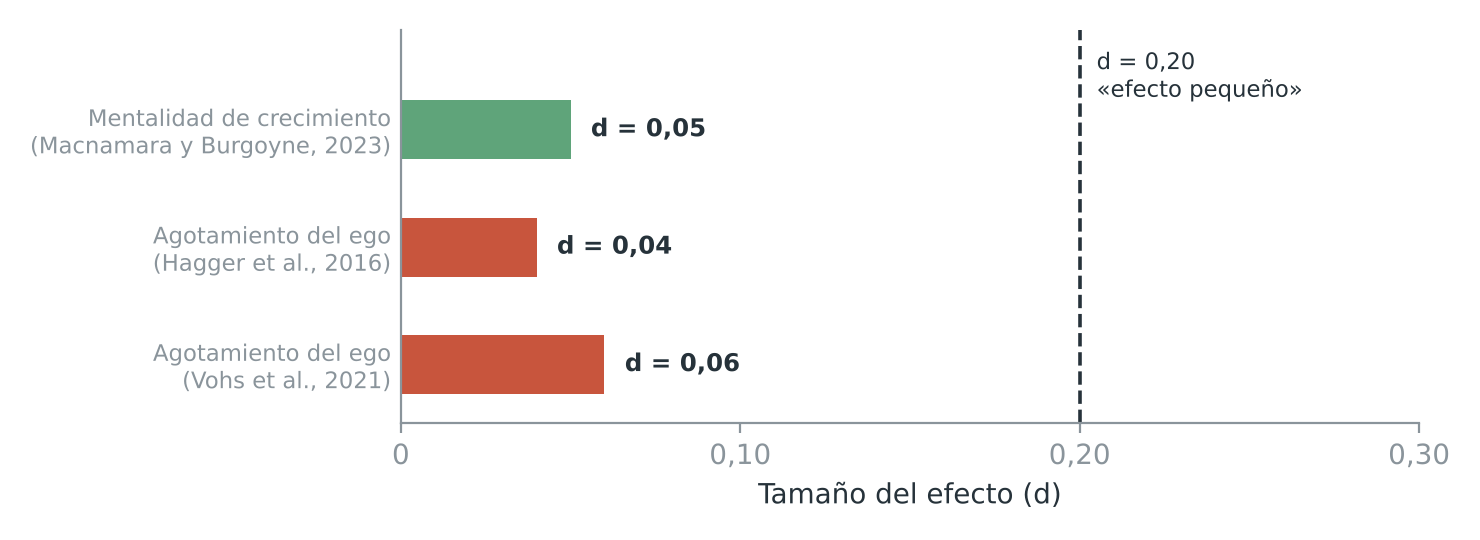 d = 0,20
«efecto pequeño»
Mentalidad de crecimiento
(Macnamara y Burgoyne, 2023)
d = 0,05
Agotamiento del ego
(Hagger et al., 2016)
d = 0,04
Agotamiento del ego
(Vohs et al., 2021)
d = 0,06
0
0,10
0,20
0,30
Tamaño del efecto (d)